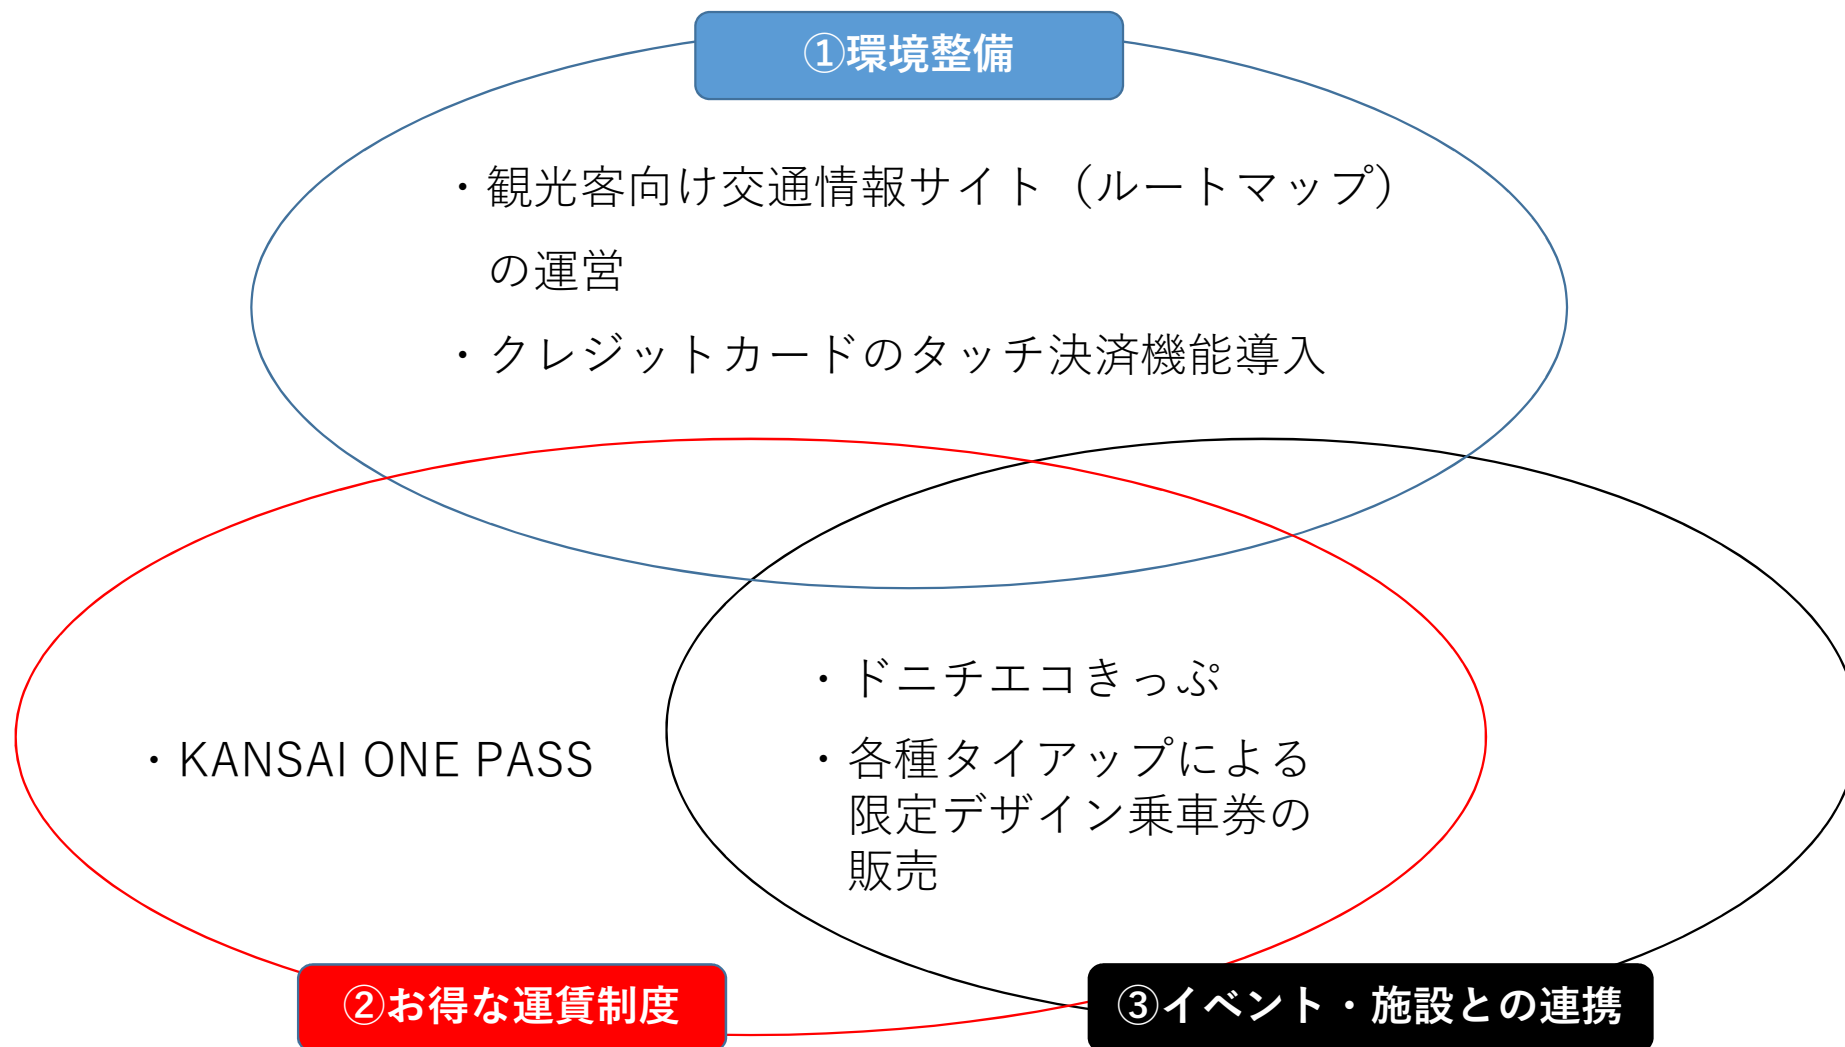 ①環境整備
・観光客向け交通情報サイト（ルートマップ）
の運営
・クレジットカードのタッチ決済機能導入
・KANSAI ONE PASS
・ドニチエコきっぷ
・各種タイアップによる
限定デザイン乗車券の
販売
②お得な運賃制度
③イベント・施設との連携